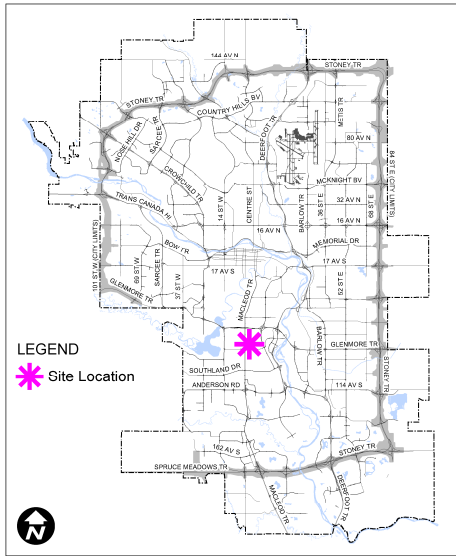 144 AV N
STONEY TR
STONEY TR
COUNTRY HILLS BV
METIS TR
NOSE HILL DR
SARCEE TR
DEERFOOT TR
80 AV N
CROWCHILD TR
MCKNIGHT BV
84 ST E (CITY LIMITS)
TRANS CANADA HI
14 ST W
CENTRE ST
BARLOW TR
36 ST E
32 AV N
68 ST E
16 AV N
16 AV N
101 ST W (CITY LIMITS)
BOW TR
MEMORIAL DR
69 ST W
SARCEE TR
37 ST W
17 AV S
17 AV S
52 ST E
GLENMORE TR
MACLEOD TR
BARLOW TR
GLENMORE TR
LEGEND
Site Location
SOUTHLAND DR
ANDERSON RD
114 AV S
STONEY TR
162 AV S
STONEY TR
SPRUCE MEADOWS TR
MACLEOD TR
DEERFOOT TR
N